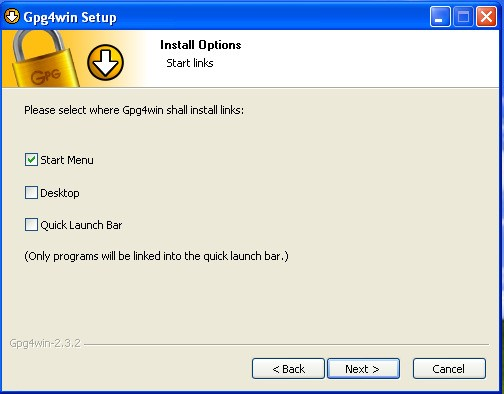 Gpg4win Setup
Install Options
Start links
GPG
Please select where Gpg4win shall install links:
Start Menu
Desktop
Quick Launch Bar
(Only programs will be linked into the quick launch bar.)
Gpg4win-2.3.2
< Back
Next >
Cancel